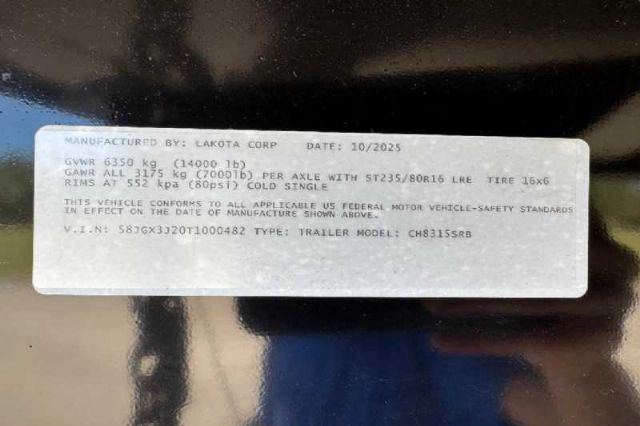 MANUFACTURED BY: LAKOTA CORP DATE: 10/2025
GVWR 6350 kg (14000 lb)
GAWR ALL 3175 kg (7000lb) PER AXLE WITH ST235/80R16 LRE TIRE 16x6
RIMS AT 552 kpa (80psi) COLD SINGLE
THIS VEHICLE CONFORMS TO ALL APPLICABLE US FEDERAL MOTOR VEHICLE-SAFETY STANDARDS
IN EFFECT ON THE DATE OF MANUFACTURE SHOWN ABOVE.
V.I.N: 58JGX3J20T1000482 TYPE: TRAILER MODEL: CH8315SRB